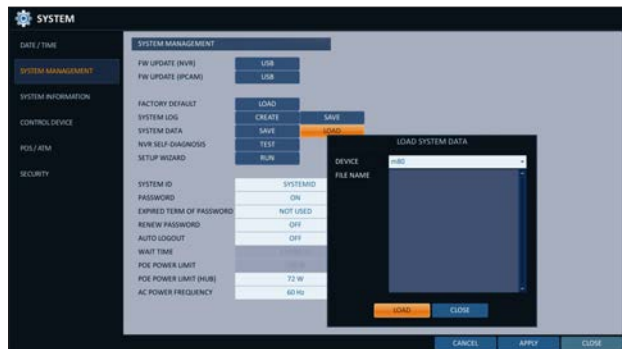 SYSTEM
DATE / TIME
SYSTEM MANAGEMENT
SYSTEM INFORMATION
CONTROL DEVICE
POS / ATM
SECURITY
SYSTEM MANAGEMENT
FW UPDATE (NVR) USB
FW UPDATE (IPCAM) USB
FACTORY DEFAULT LOAD
SYSTEM LOG CREATE SAVE
SYSTEM DATA SAVE LOAD
NVR SELF-DIAGNOSIS TEST
SETUP WIZARD RUN
SYSTEM ID SYSTEMID
PASSWORD ON
EXPIRED TERM OF PASSWORD NOT USED
RENEW PASSWORD OFF
AUTO LOGOUT OFF
WAIT TIME
POE POWER LIMIT
POE POWER LIMIT (HUB) 72 W
AC POWER FREQUENCY 60 Hz
LOAD SYSTEM DATA
DEVICE m80
FILE NAME
LOAD CLOSE
CANCEL APPLY CLOSE